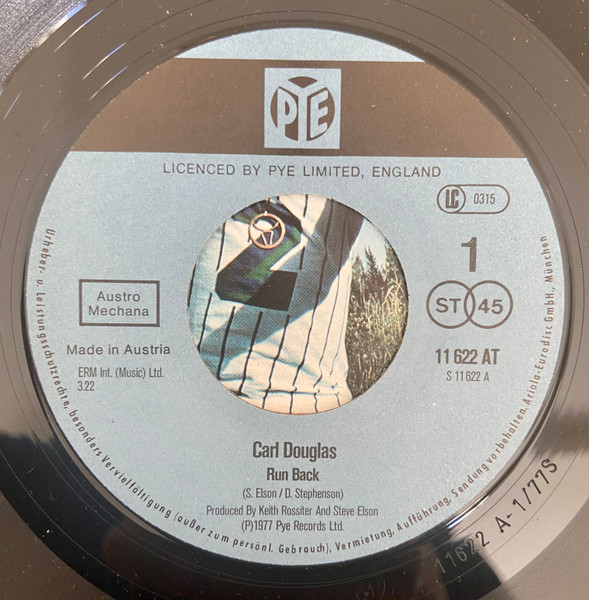 PYE
LICENCED BY PYE LIMITED, ENGLAND
LC 0315
1
ST 45
Austro
Mechana
Made in Austria
ERM Int. (Music) Ltd.
3.22
11 622 AT
S 11 622 A
Carl Douglas
Run Back
(S. Elson / D. Stephenson)
Produced By Keith Rossiter and Steve Elson
(P)1977 Pye Records Ltd.
Urheber- u. Leistungsschutzrechte, besonders Vervielfältigung (außer zum persönl. Gebrauch), Vermietung, Aufführung, Sendung vorbehalten. Ariola-Eurodisc GmbH., München
11622 A-1/77S